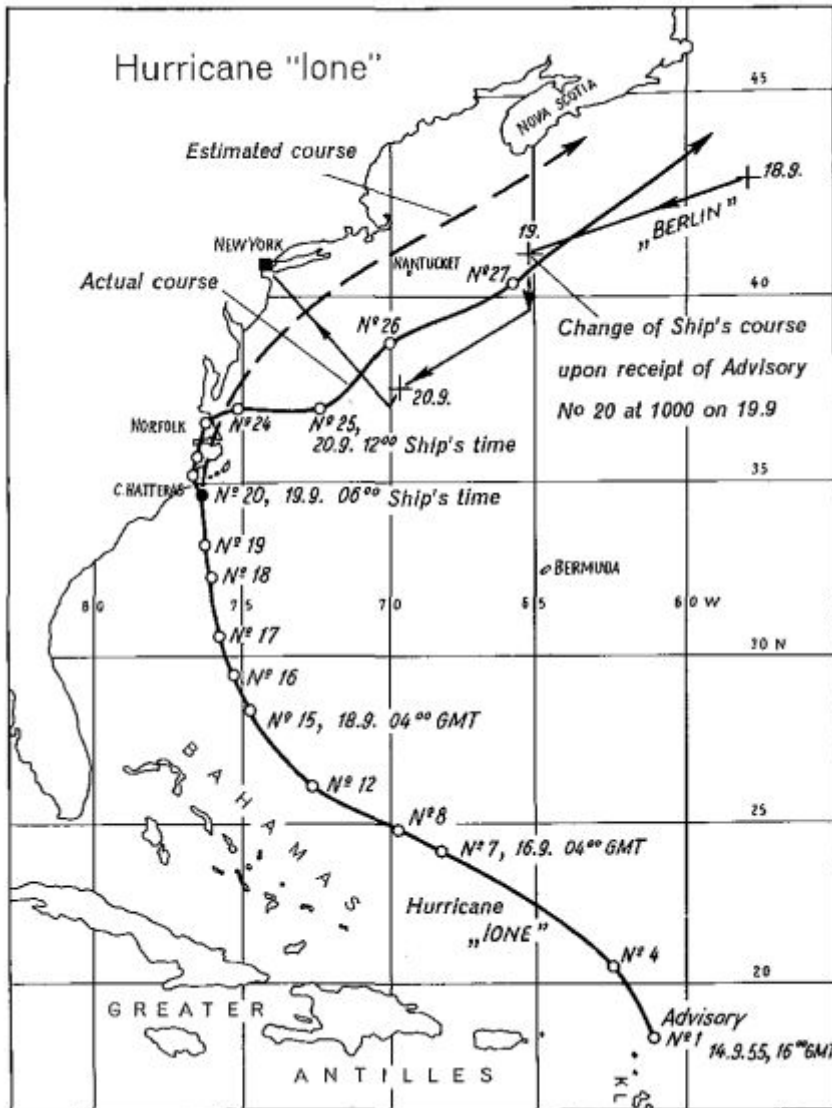 Hurricane "Ione"
45
NOVA SCOTIA
Estimated course
18.9.
„BERLIN”
19.
NEW YORK
NANTUCKET
Nº 27
40
Actual course
Nº 26
Change of Ship's course
upon receipt of Advisory
No 20 at 1000 on 19.9
20.9.
NORFOLK
Nº 24
Nº 25,
20.9. 12⁰⁰ Ship's time
35
C. HATTERAS
Nº 20, 19.9. 06⁰⁰ Ship's time
Nº 19
Nº 18
BERMUDA
80 75 70 65 60 W
Nº 17
30 N
Nº 16
Nº 15, 18.9. 04⁰⁰ GMT
BAHAMAS
Nº 12
Nº 8
25
Nº 7, 16.9. 04⁰⁰ GMT
Hurricane
„IONE”
Nº 4
20
GREATER
ANTILLES
Advisory
Nº 1
14.9.55, 16⁰⁰ GMT
KL